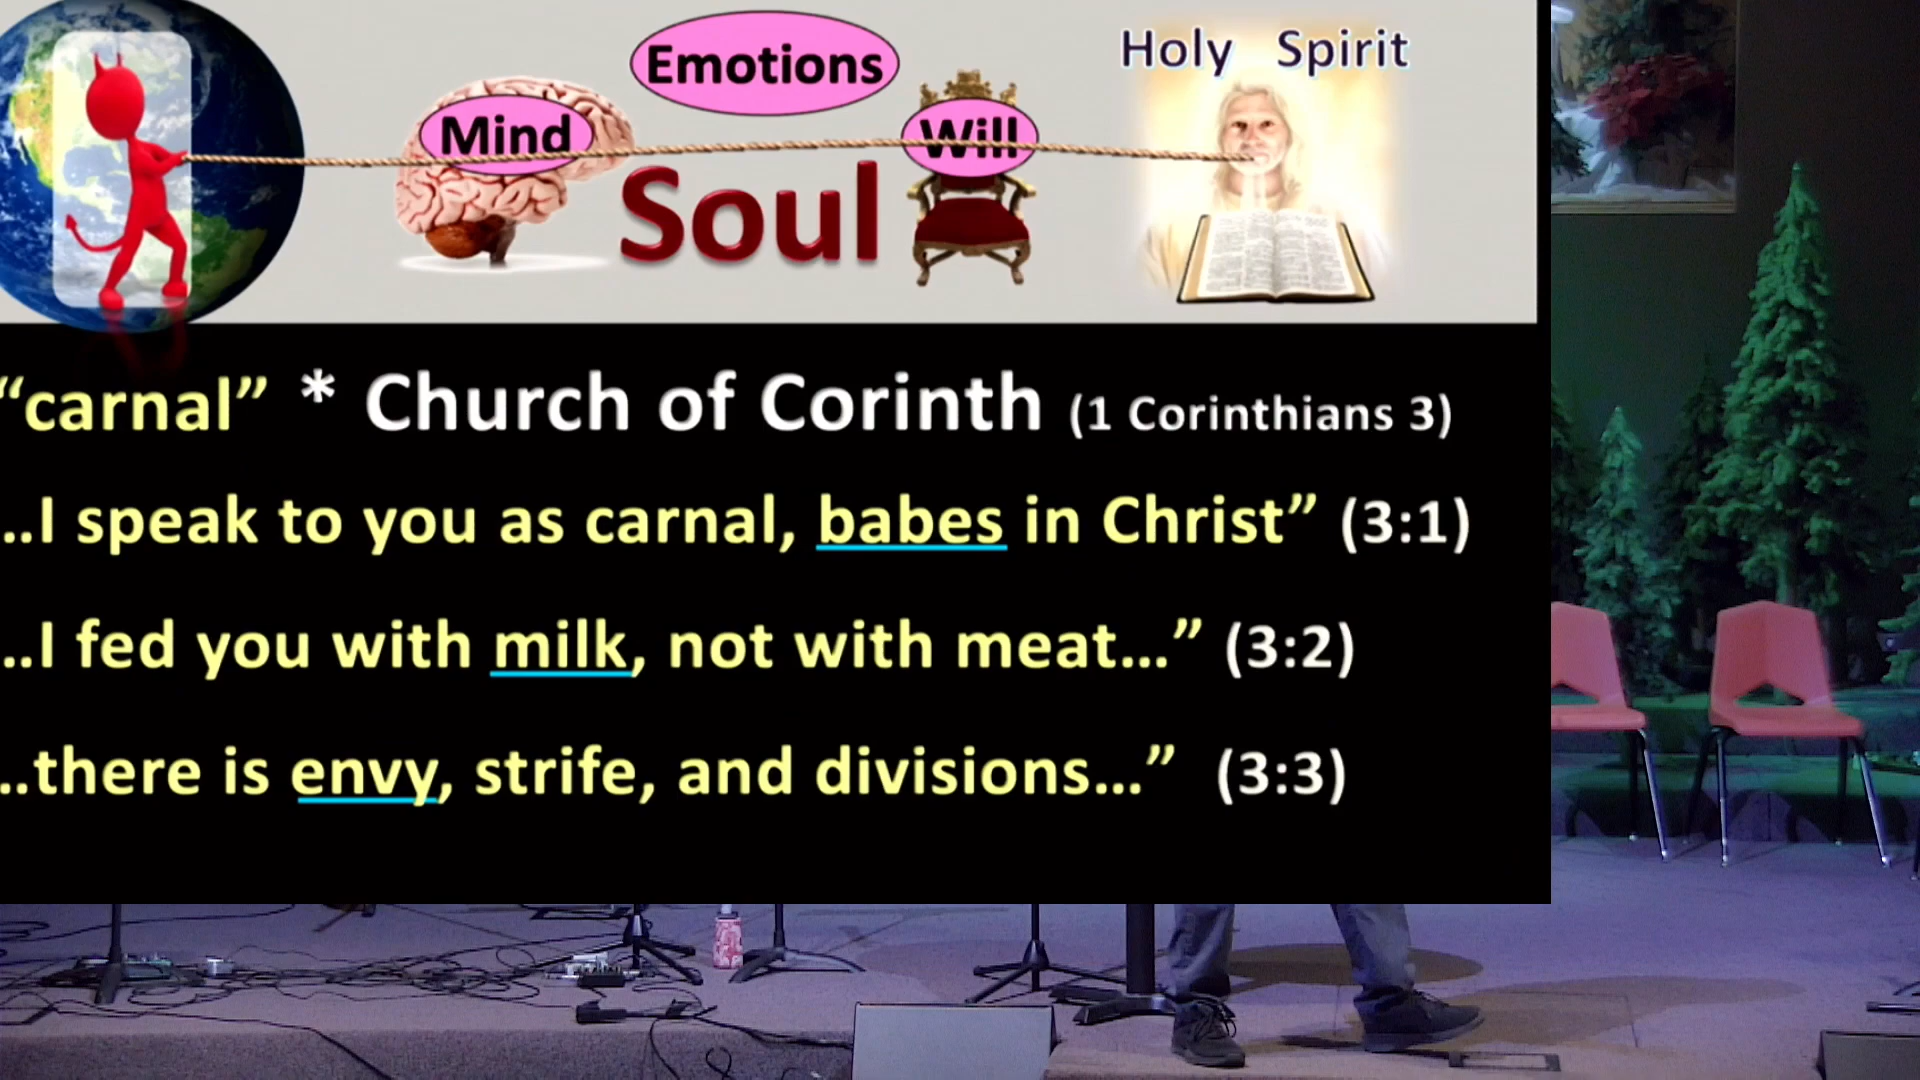 Emotions
Holy Spirit
Mind
Will
Soul
“carnal” * Church of Corinth (1 Corinthians 3)
..I speak to you as carnal, babes in Christ” (3:1)
..I fed you with milk, not with meat...” (3:2)
..there is envy, strife, and divisions...” (3:3)